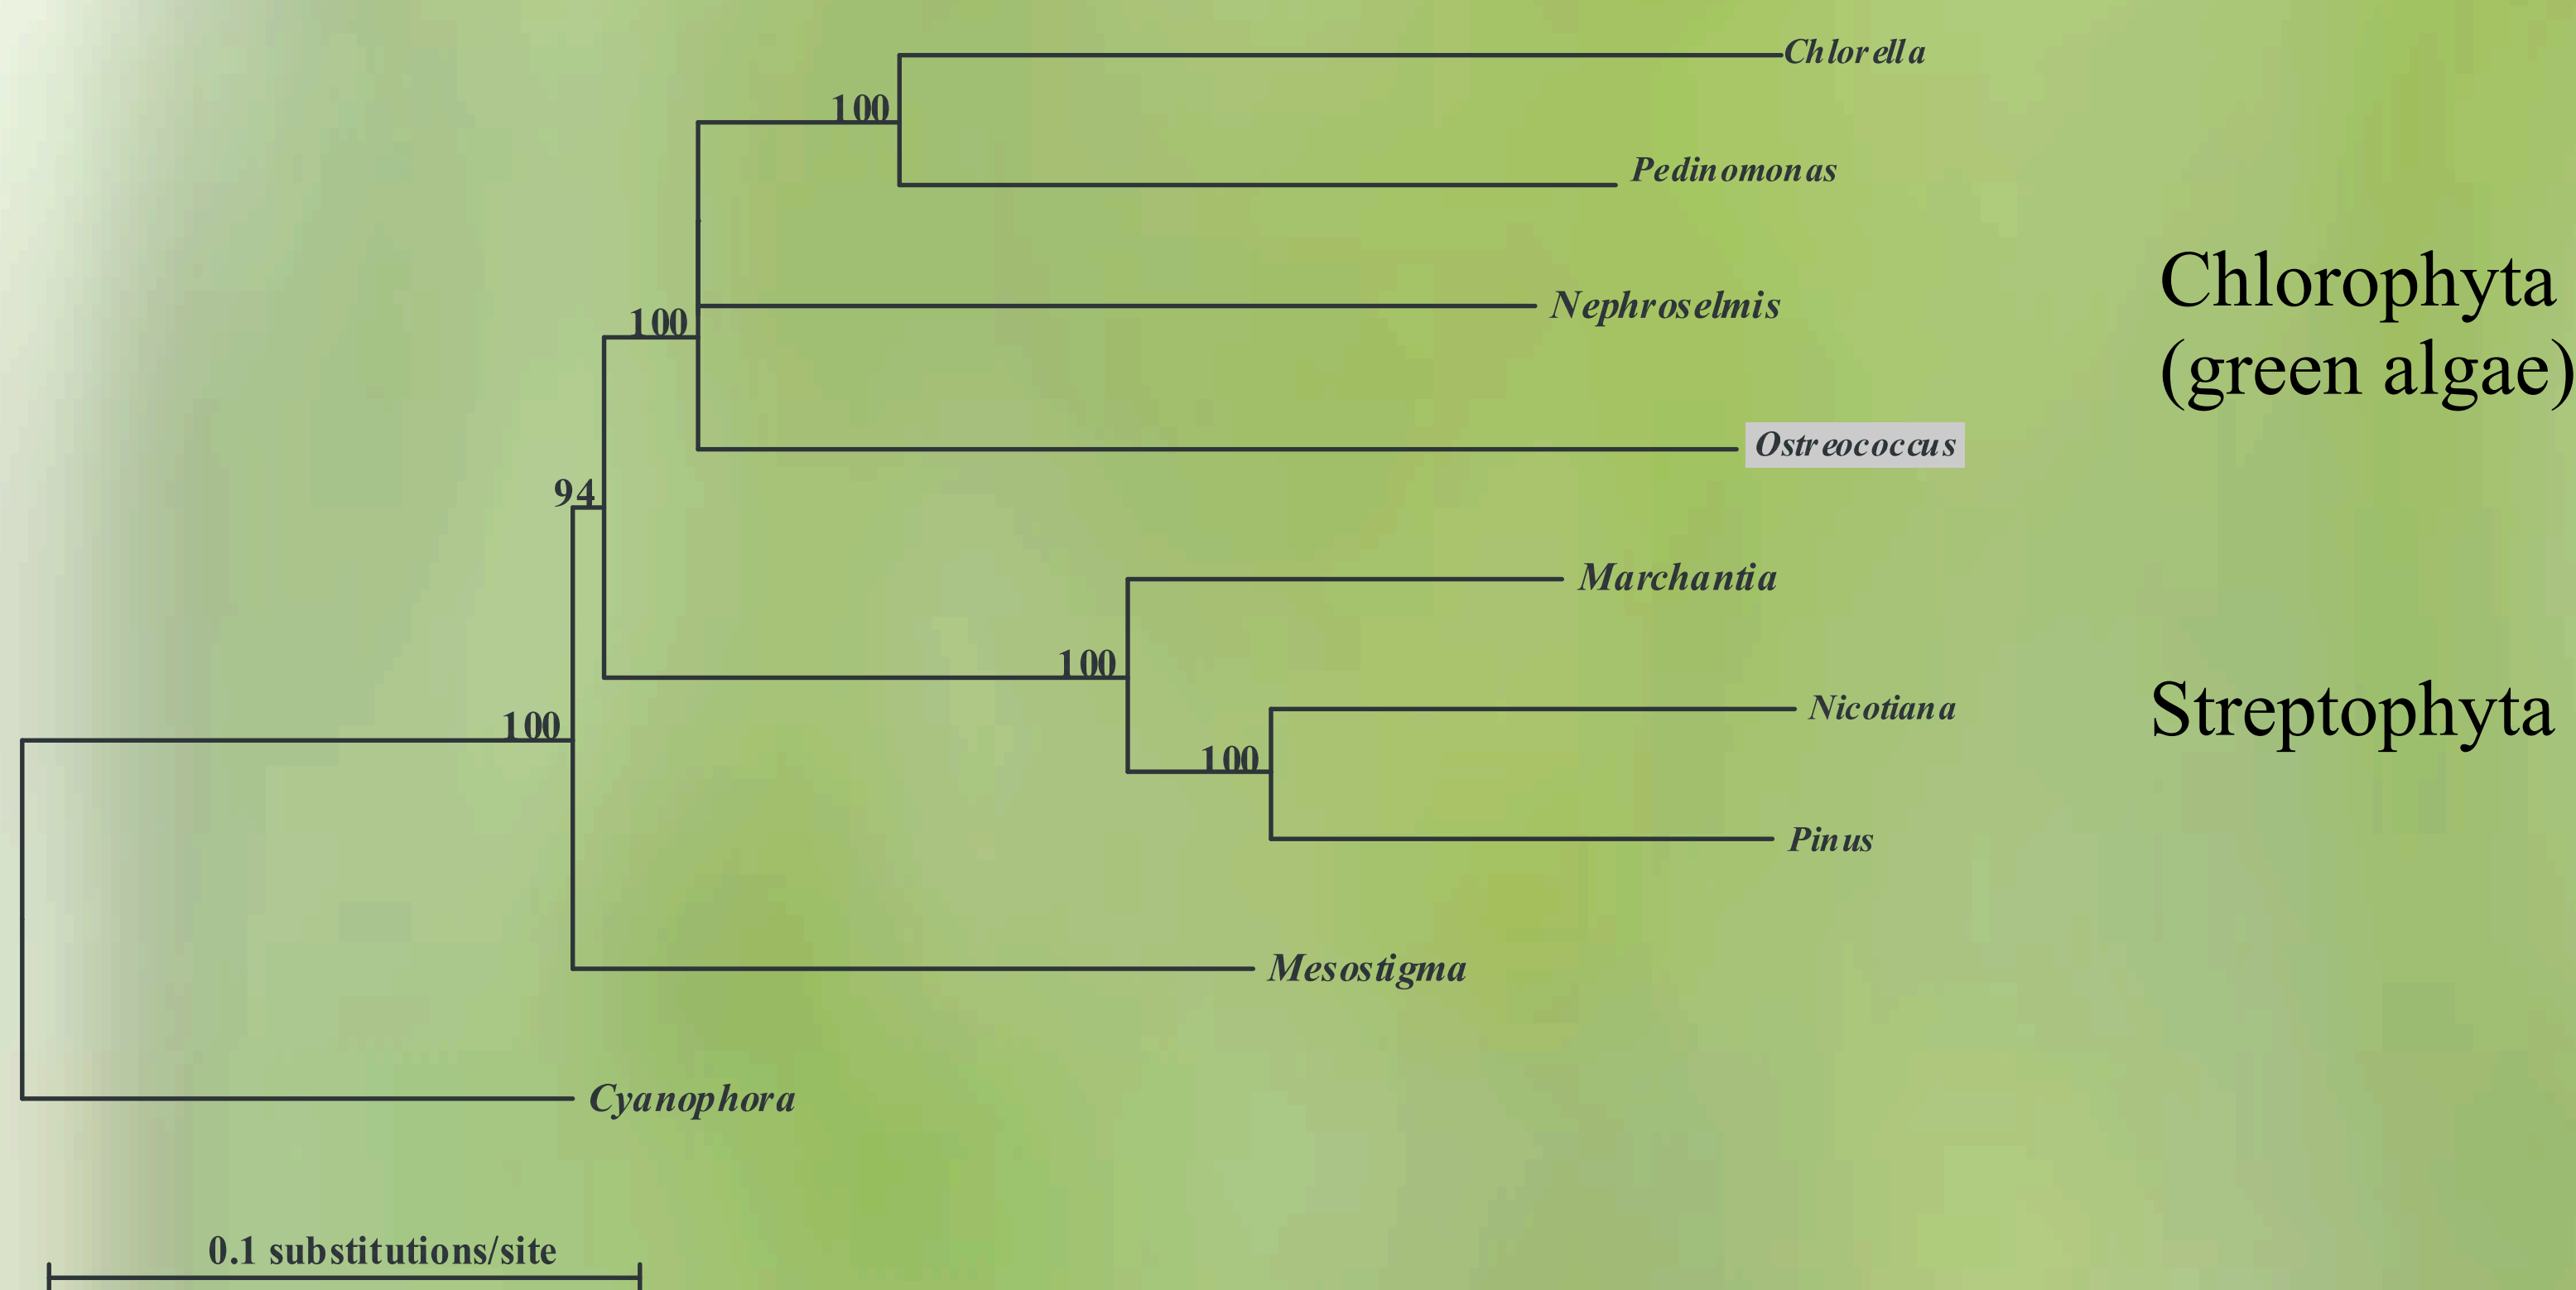 Chlorella
100
Pedinomonas
Chlorophyta
(green algae)
Nephroselmis
100
Ostreococcus
94
Marchantia
100
Nicotiana
Streptophyta
100
100
Pinus
Mesostigma
Cyanophora
0.1 substitutions/site